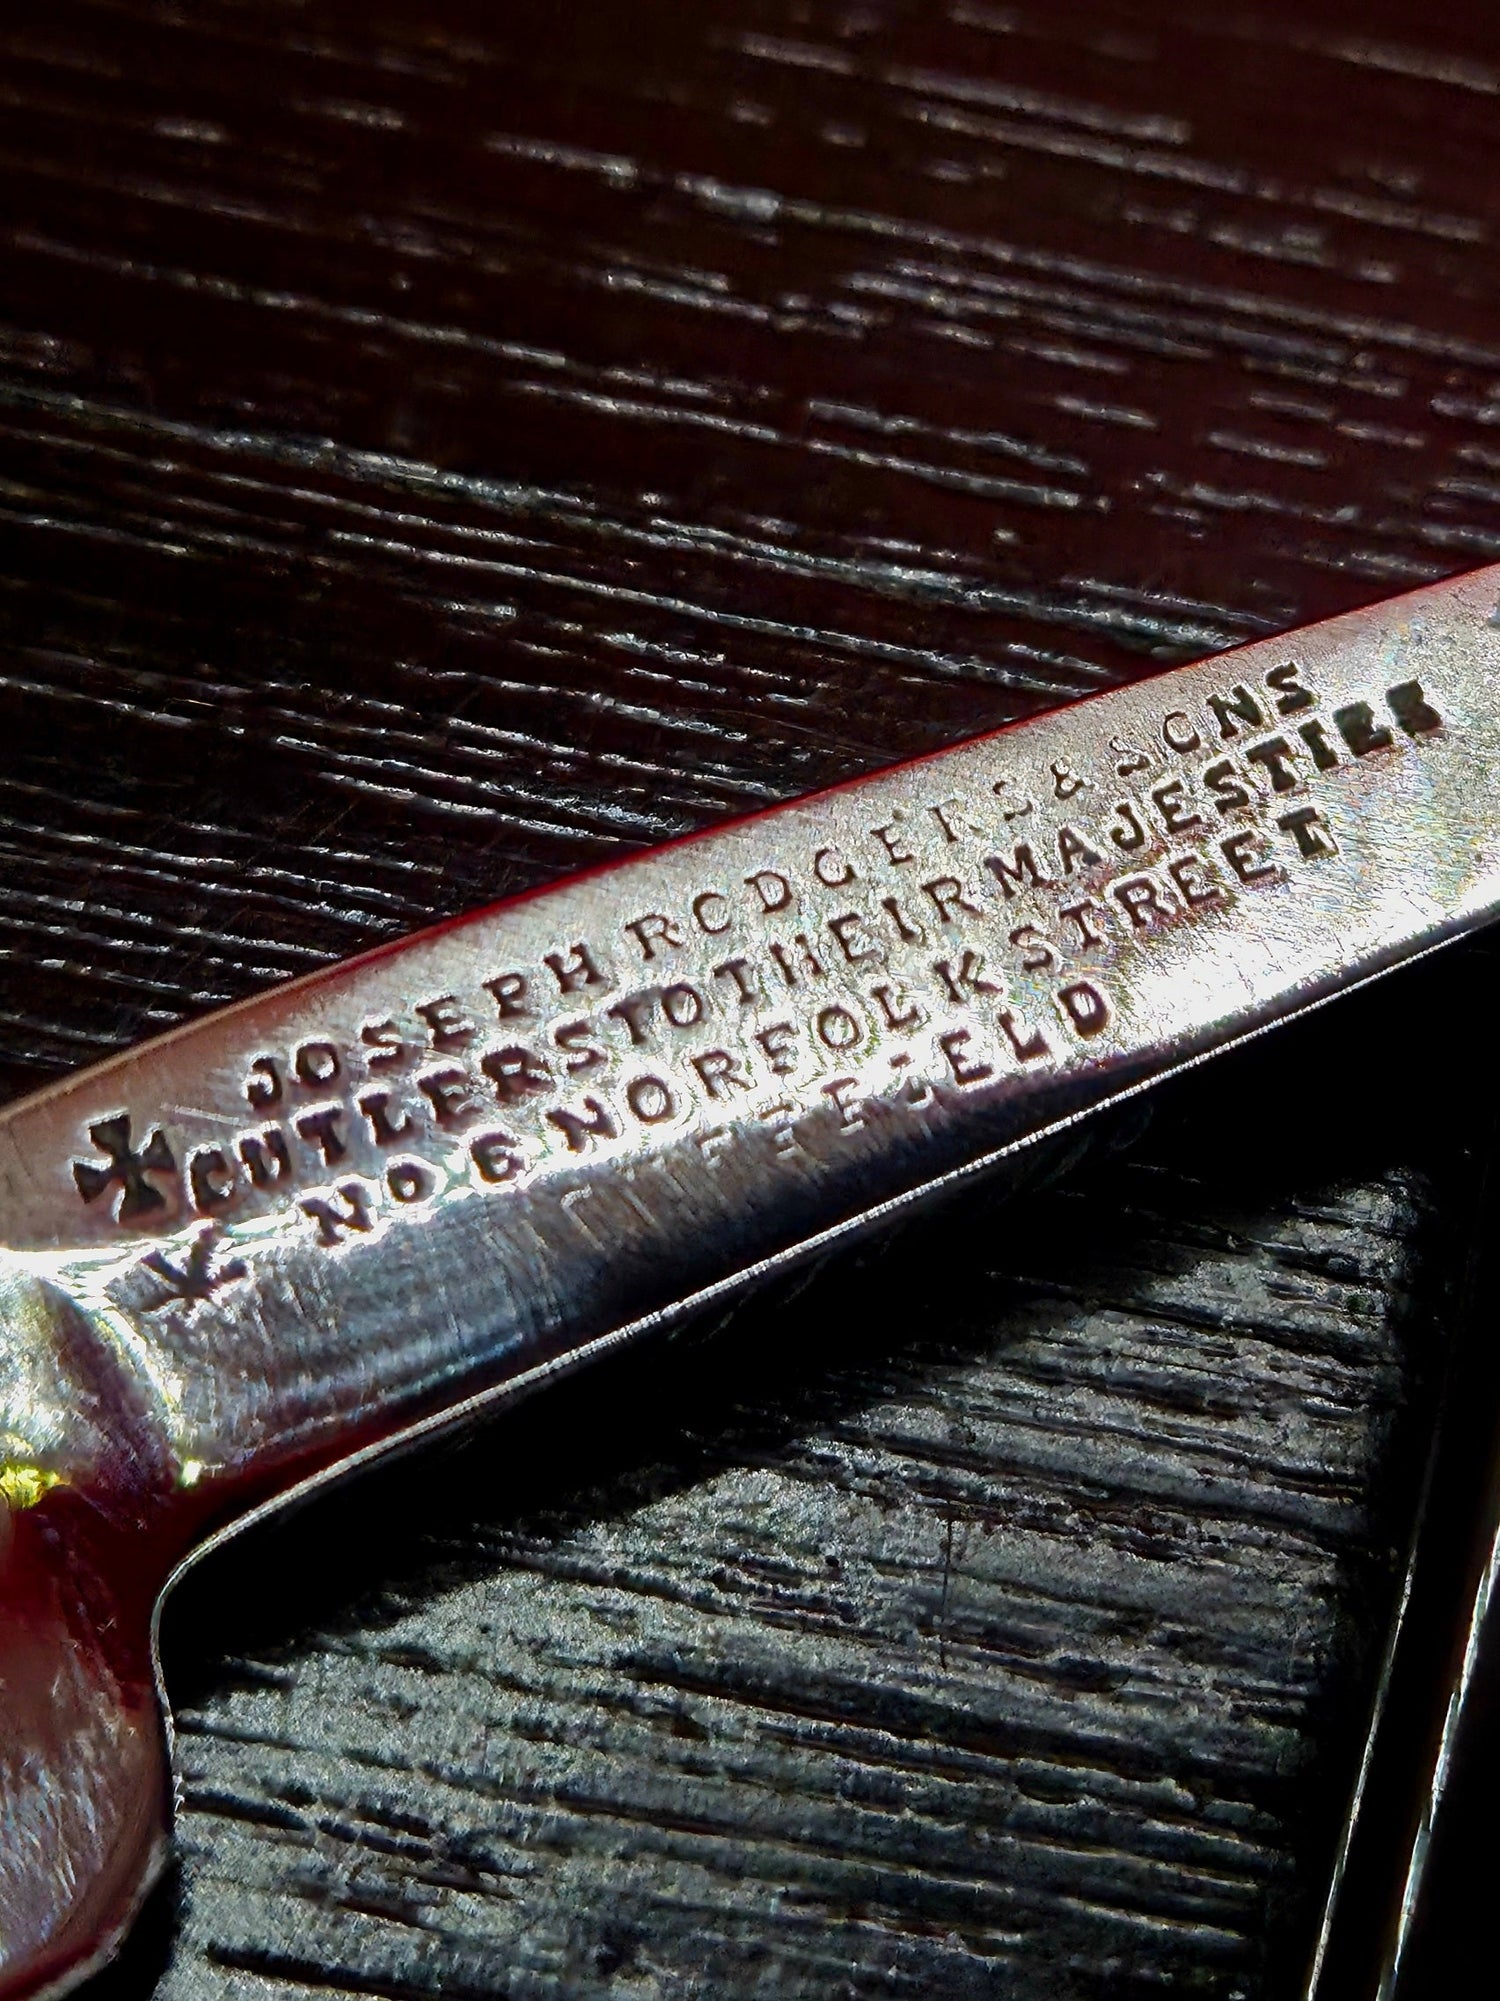 JOSEPH RODGERS & SONS
CUTLERS TO THEIR MAJESTIES
NO 6 NORFOLK STREET